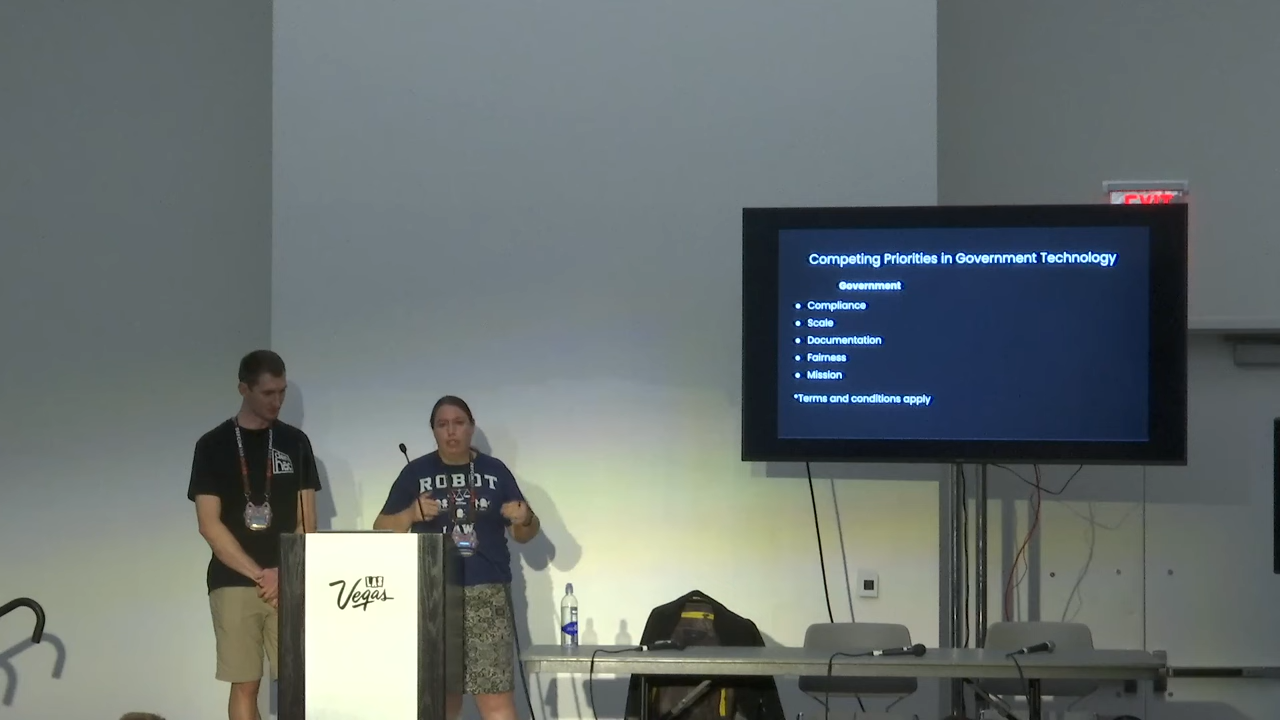 EXIT
Competing Priorities in Government Technology
Government
Compliance
Scale
Documentation
Fairness
Mission
*Terms and conditions apply
ROBOT
LAW
LAS
Vegas